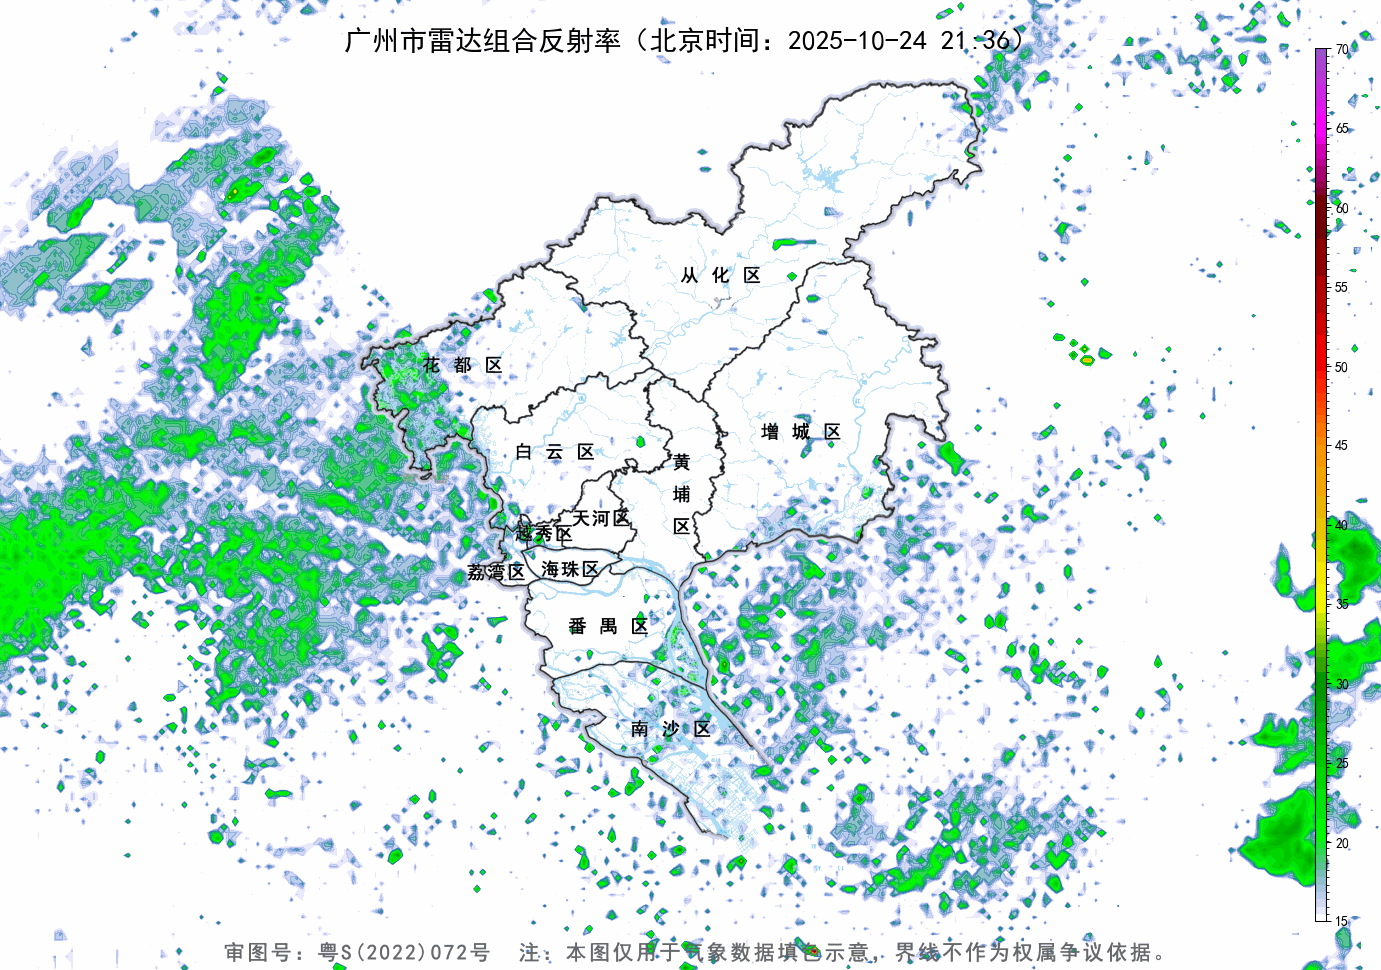 广州市雷达组合反射率（北京时间：2025-10-24 21:36）
70
65
60
55
50
45
40
35
30
25
20
15
从化区
花都区
增城区
白云区
黄埔区
天河区
越秀区
荔湾区
海珠区
番禺区
南沙区
审图号：粤S(2022)072号 注：本图仅用于气象数据填色示意，界线不作为权属争议依据。